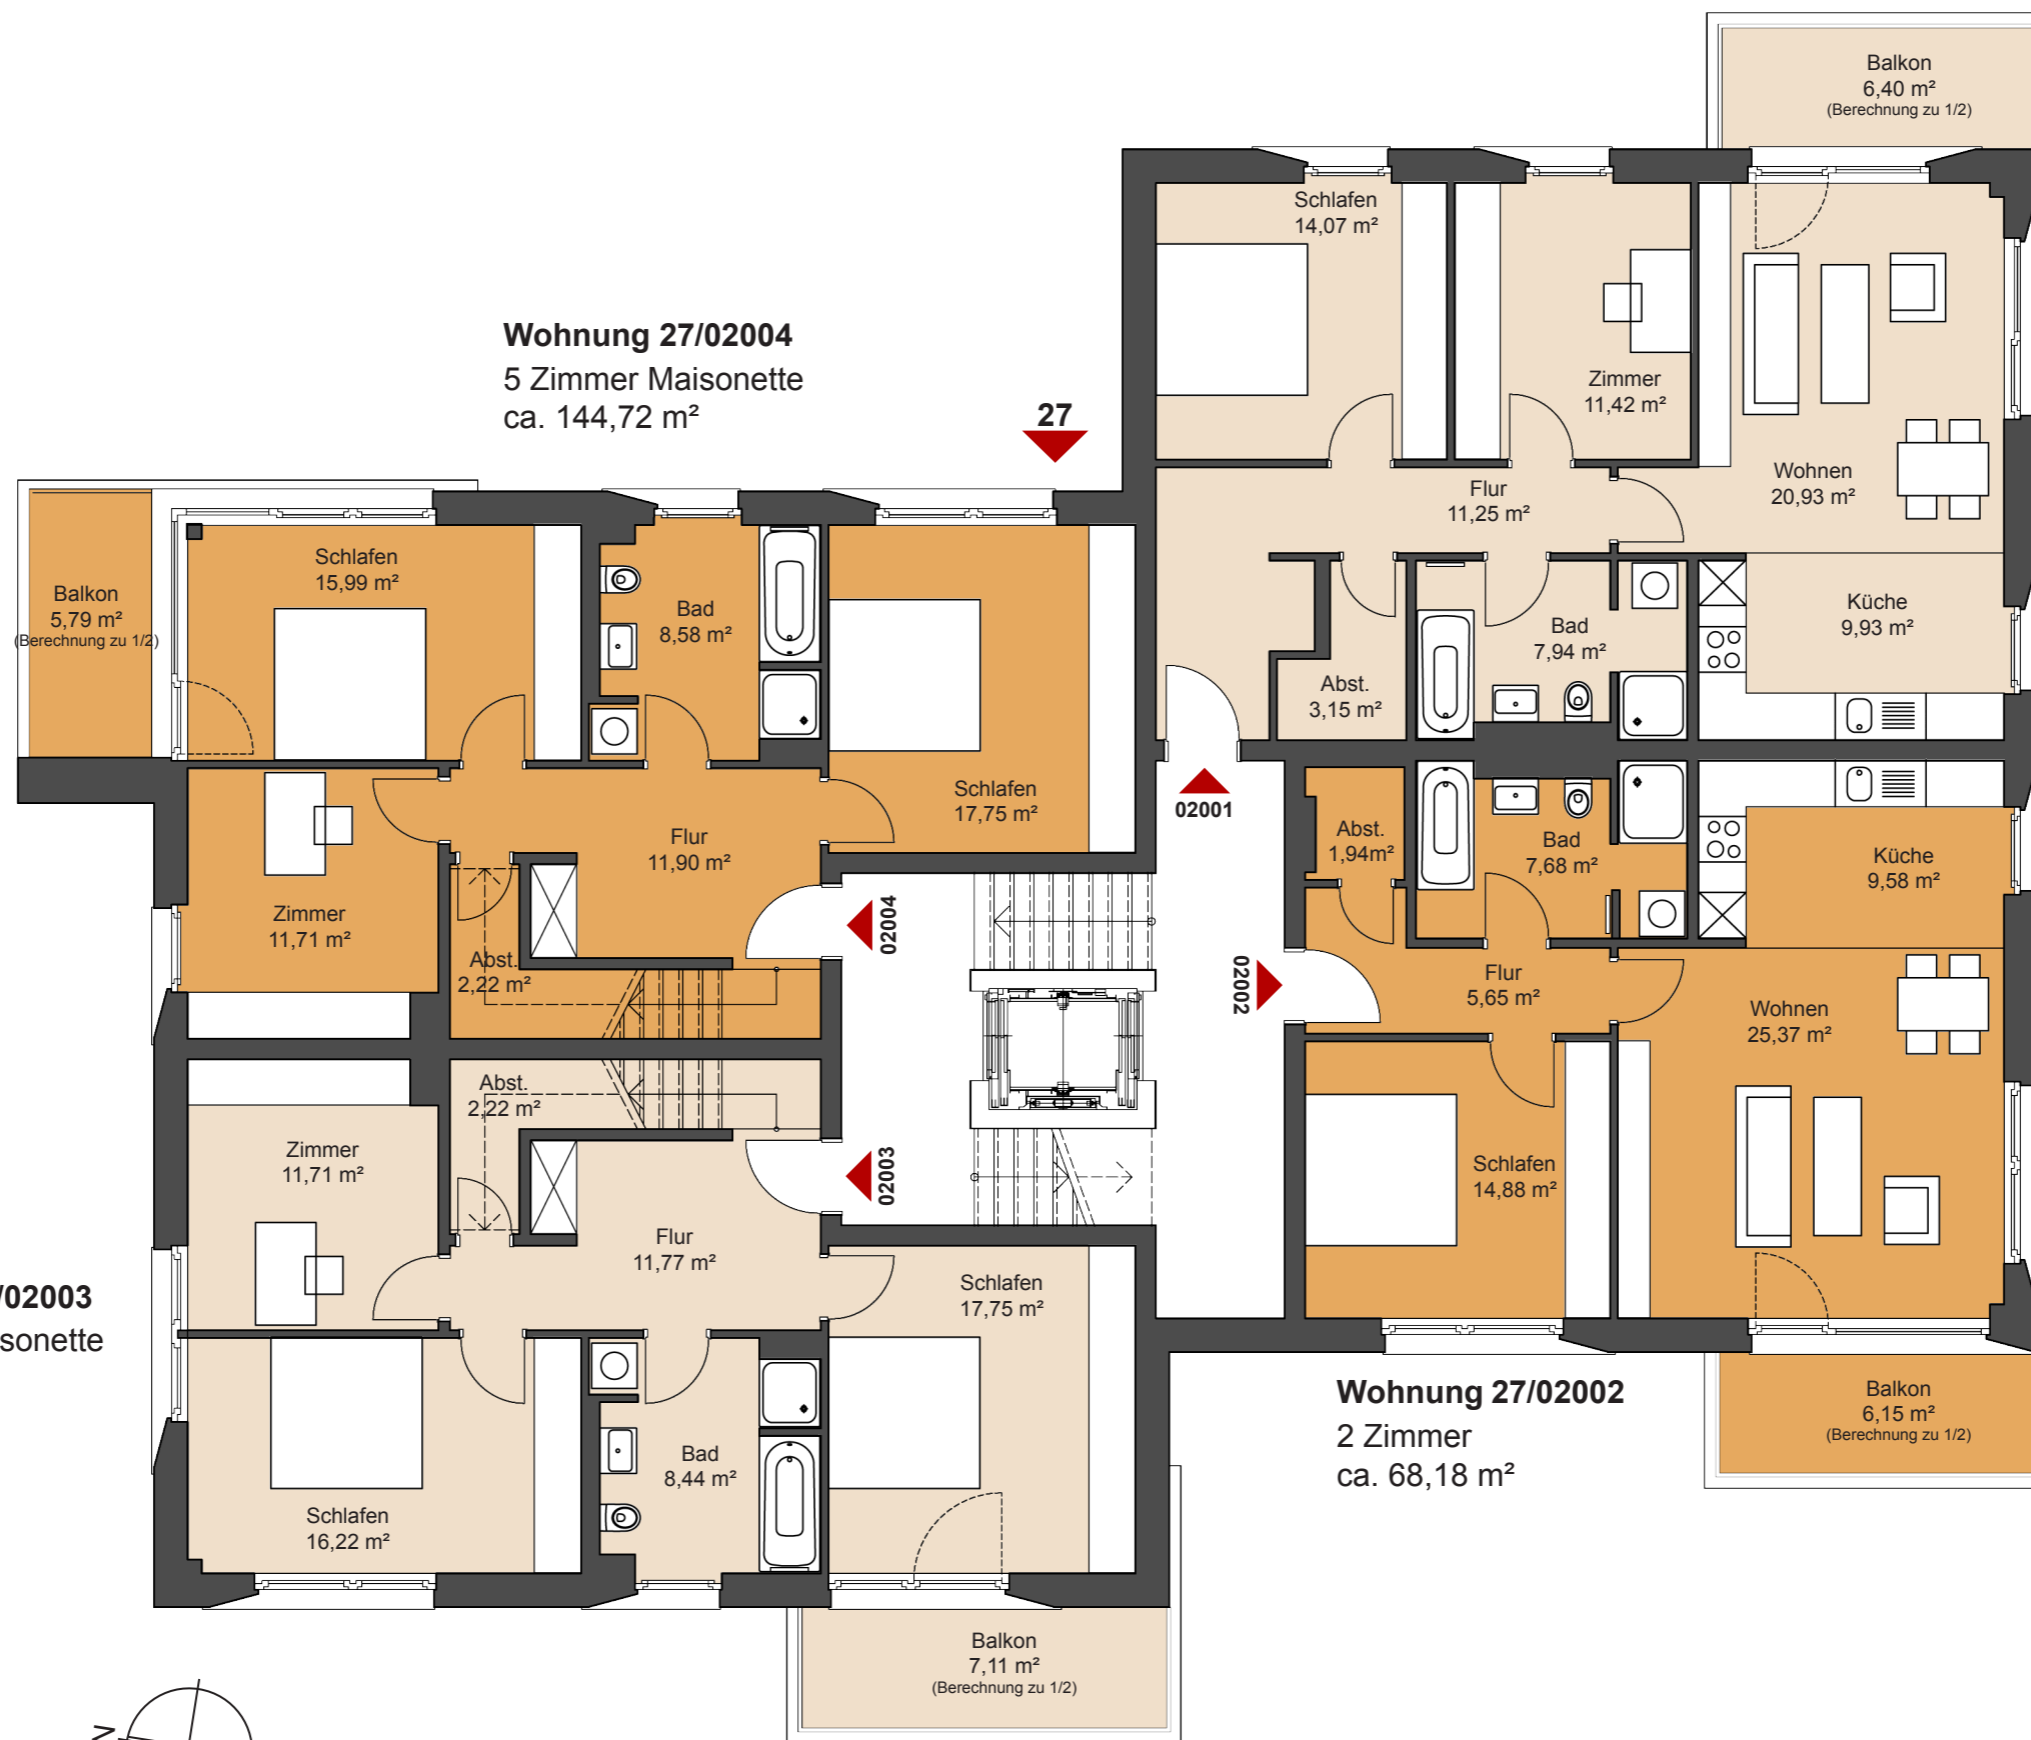 Balkon
6,40 m²
(Berechnung zu 1/2)
Schlafen
14,07 m²
Zimmer
11,42 m²
Wohnen
20,93 m²
Flur
11,25 m²
Küche
9,93 m²
Bad
7,94 m²
Abst.
3,15 m²
02001
Wohnung 27/02004
5 Zimmer Maisonette
ca. 144,72 m²
27
Balkon
5,79 m²
(Berechnung zu 1/2)
Schlafen
15,99 m²
Bad
8,58 m²
Schlafen
17,75 m²
Flur
11,90 m²
Zimmer
11,71 m²
Abst.
2,22 m²
02004
Abst.
1,94m²
Bad
7,68 m²
Küche
9,58 m²
02002
Flur
5,65 m²
Wohnen
25,37 m²
Schlafen
14,88 m²
Abst.
2,22 m²
Zimmer
11,71 m²
02003
Flur
11,77 m²
Schlafen
17,75 m²
/02003
sonette
Bad
8,44 m²
Schlafen
16,22 m²
Wohnung 27/02002
2 Zimmer
ca. 68,18 m²
Balkon
6,15 m²
(Berechnung zu 1/2)
Balkon
7,11 m²
(Berechnung zu 1/2)